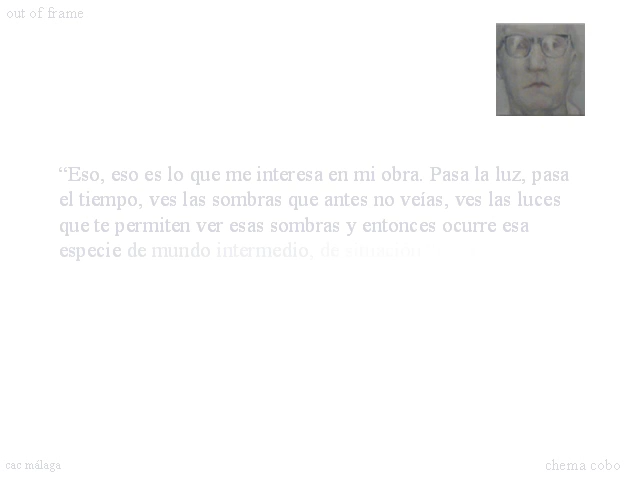 out of frame
“Eso, eso es lo que me interesa en mi obra. Pasa la luz, pasa
el tiempo, ves las sombras que antes no veías, ves las luces
que te permiten ver esas sombras y entonces ocurre esa
especie de mundo intermedio, de situación
cac málaga
chema cobo